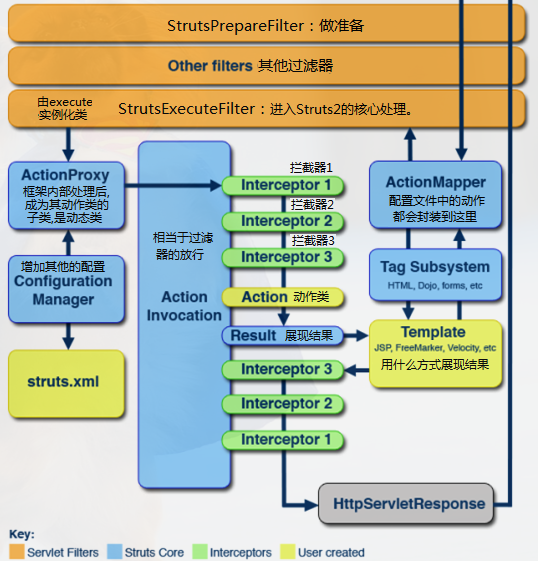 StrutsPrepareFilter：做准备
Other filters 其他过滤器
由execute
实例化类
StrutsExecuteFilter：进入Struts2的核心处理。
ActionProxy
框架内部处理后,
成为其动作类的
子类,是动态类
增加其他的配置
Configuration
Manager
struts.xml
相当于过滤
器的放行
Action
Invocation
拦截器1
Interceptor 1
拦截器2
Interceptor 2
拦截器3
Interceptor 3
Action 动作类
Result 展现结果
Interceptor 3
Interceptor 2
Interceptor 1
ActionMapper
配置文件中的动作
都会封装到这里
Tag Subsystem
HTML, Dojo, forms, etc
Template
JSP, FreeMarker, Velocity, etc
用什么方式展现结果
HttpServletResponse
Key:
Servlet Filters
Struts Core
Interceptors
User created